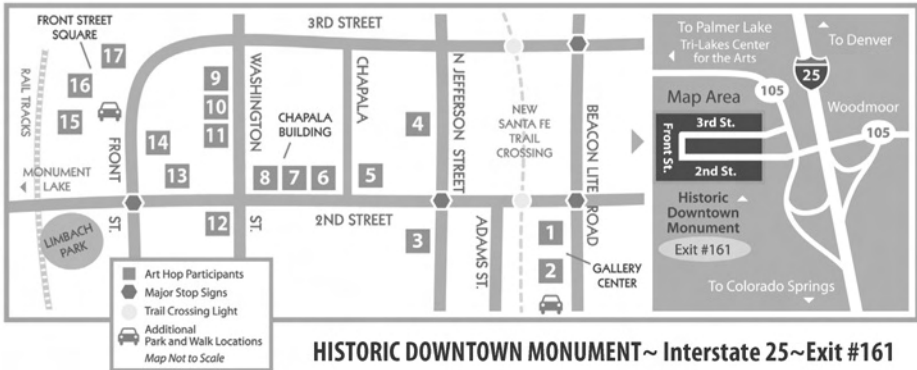 FRONT STREET
SQUARE
17
16
15
RAIL TRACKS
MONUMENT
LAKE
LIMBACH
PARK
FRONT
ST.
3RD STREET
14
13
9
10
11
12
WASHINGTON
ST.
CHAPALA
BUILDING
8
7
6
CHAPALA
5
4
3
N JEFFERSON STREET
2ND STREET
ADAMS ST.
NEW
SANTA FE
TRAIL
CROSSING
BEACON LITE
ROAD
1
2
GALLERY
CENTER
Art Hop Participants
Major Stop Signs
Trail Crossing Light
Additional
Park and Walk Locations
Map Not to Scale
To Palmer Lake
Tri-Lakes Center
for the Arts
To Denver
25
105
Woodmoor
105
Map Area
3rd St.
Front St.
2nd St.
Historic
Downtown
Monument
Exit #161
To Colorado Springs
HISTORIC DOWNTOWN MONUMENT~ Interstate 25~Exit #161